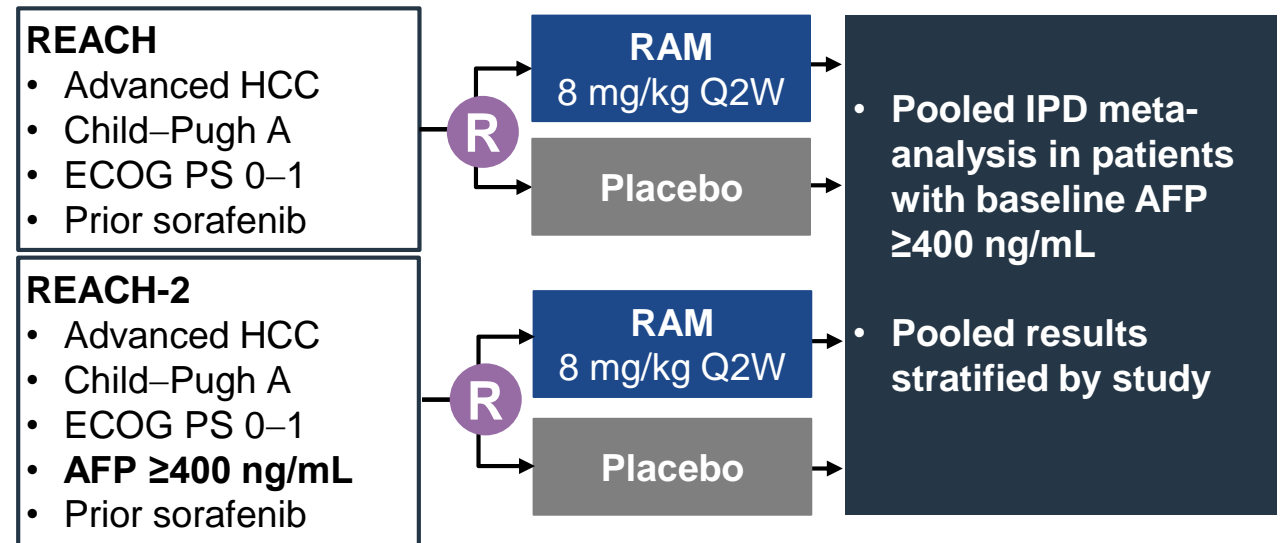 REACH
• Advanced HCC
• Child–Pugh A
• ECOG PS 0–1
• Prior sorafenib
R
RAM
8 mg/kg Q2W
Placebo
REACH-2
• Advanced HCC
• Child–Pugh A
• ECOG PS 0–1
• AFP ≥400 ng/mL
• Prior sorafenib
R
RAM
8 mg/kg Q2W
Placebo
• Pooled IPD meta-
analysis in patients
with baseline AFP
≥400 ng/mL
• Pooled results
stratified by study